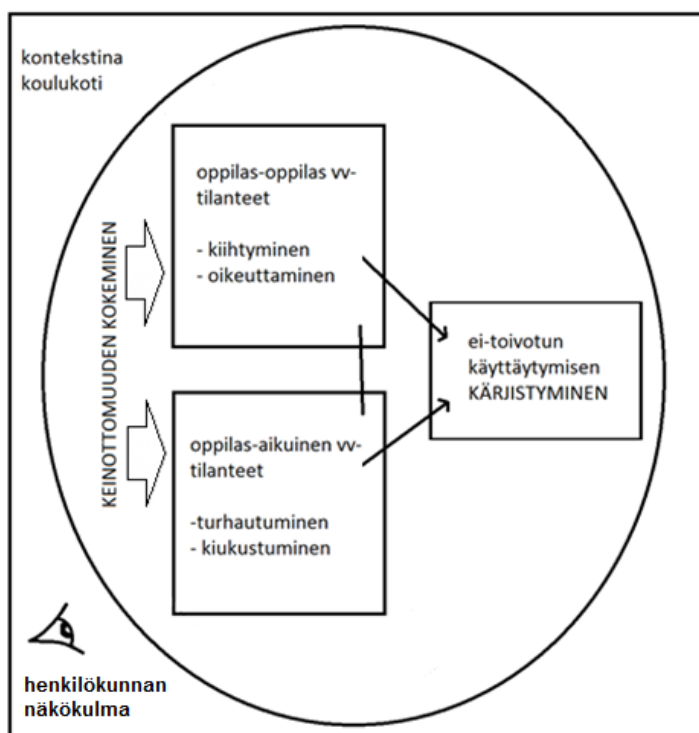 kontekstina
koulukoti
KEINOTTOMUUDEN KOKEMINEN
oppilas-oppilas vv-
tilanteet
- kiihtyminen
- oikeuttaminen
oppilas-aikuinen vv-
tilanteet
-turhautuminen
- kiukustuminen
ei-toivotun
käyttäytymisen
KÄRJISTYMINEN
henkilökunnan
näkökulma